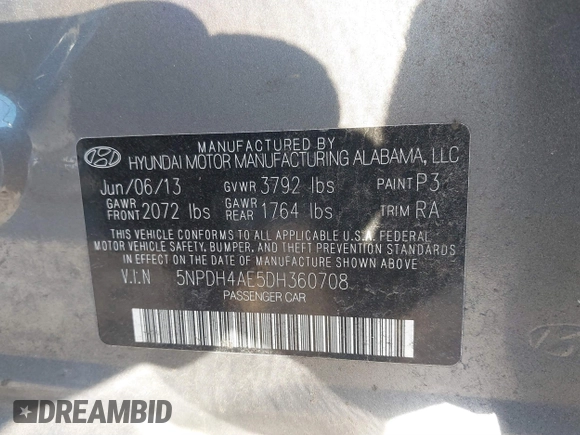 MANUFACTURED BY
HYUNDAI MOTOR MANUFACTURING ALABAMA, LLC
Jun/06/13 GVWR 3792 lbs PAINT P3
GAWR FRONT 2072 lbs GAWR REAR 1764 lbs TRIM RA
THIS VEHICLE CONFORMS TO ALL APPLICABLE U.S.A. FEDERAL
MOTOR VEHICLE SAFETY, BUMPER, AND THEFT PREVENTION STANDARDS
IN EFFECT ON THE DATE OF MANUFACTURE SHOWN ABOVE.
V.I.N 5NPDH4AE5DH360708
PASSENGER CAR
DREAMBID